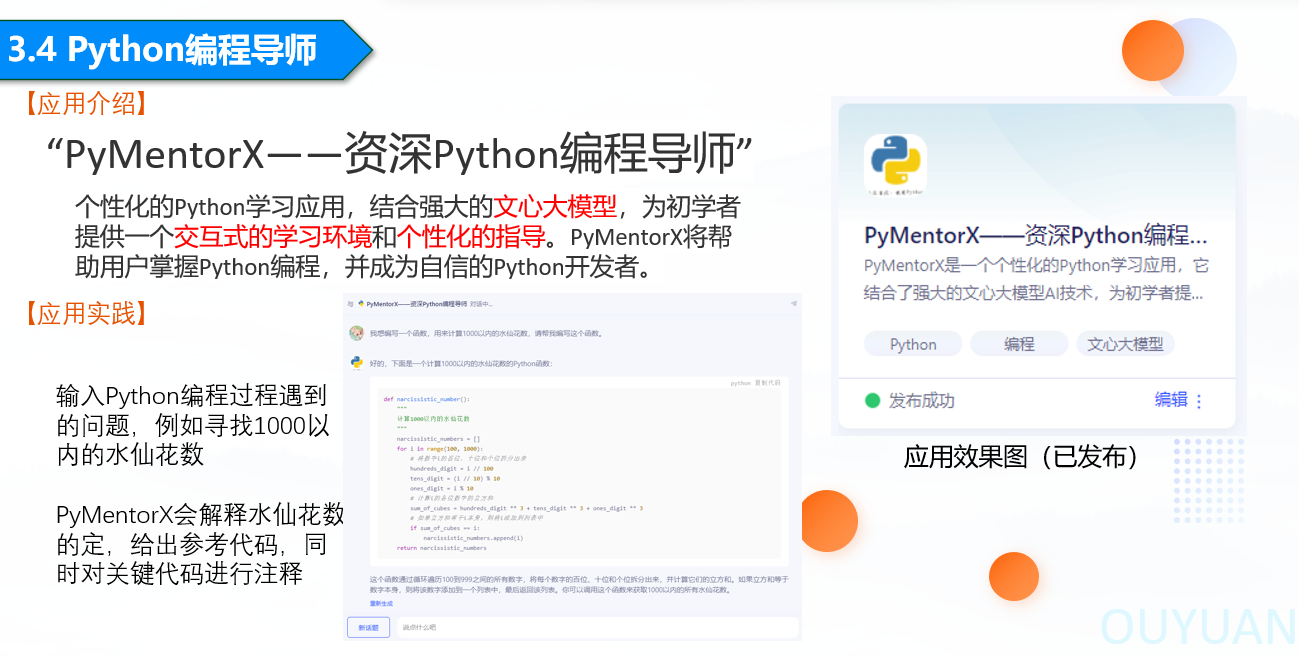 3.4 Python编程导师
【应用介绍】
“PyMentorX——资深Python编程导师”
个性化的Python学习应用，结合强大的文心大模型，为初学者
提供一个交互式的学习环境和个性化的指导。PyMentorX将帮
助用户掌握Python编程，并成为自信的Python开发者。
【应用实践】
输入Python编程过程遇到
的问题，例如寻找1000以
内的水仙花数
PyMentorX会解释水仙花数
的定，给出参考代码，同
时对关键代码进行注释
与 PyMentorX——资深Python编程导师 对话中...
我想编写一个函数，用来计算1000以内的水仙花数，请帮我编写这个函数。
好的，下面是一个计算1000以内的水仙花数的Python函数：
python 复制代码
def narcissistic_number():
"""
计算1000以内的水仙花数
"""
narcissistic_numbers = []
for i in range(100, 1000):
# 将数字i的百位、十位和个位拆分出来
hundreds_digit = i // 100
tens_digit = (i // 10) % 10
ones_digit = i % 10
# 计算i的各位数字的立方和
sum_of_cubes = hundreds_digit ** 3 + tens_digit ** 3 + ones_digit ** 3
# 如果立方和等于i本身，则将i添加到列表中
if sum_of_cubes == i:
narcissistic_numbers.append(i)
return narcissistic_numbers
这个函数通过循环遍历100到999之间的所有数字，将每个数字的百位、十位和个位拆分出来，并计算它们的立方和。如果立方和等于
数字本身，则将该数字添加到一个列表中，最后返回该列表。你可以调用这个函数来获取1000以内的所有水仙花数。
重新生成
新话题
说点什么吧
PyMentorX——资深Python编程...
PyMentorX是一个个性化的Python学习应用，它
结合了强大的文心大模型AI技术，为初学者提...
Python
编程
文心大模型
发布成功
编辑
应用效果图（已发布）
OUYUAN